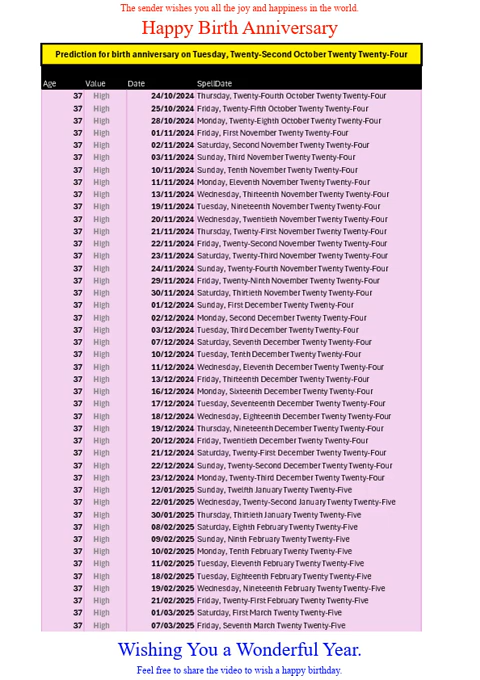 The sender wishes you all the joy and happiness in the world.
Happy Birth Anniversary
Prediction for birth anniversary on Tuesday, Twenty-Second October Twenty Twenty-Four
Age Value Date SpellDate
37 High 24/10/2024 Thursday, Twenty-Fourth October Twenty Twenty-Four
37 High 25/10/2024 Friday, Twenty-Fifth October Twenty Twenty-Four
37 High 28/10/2024 Monday, Twenty-Eighth October Twenty Twenty-Four
37 High 01/11/2024 Friday, First November Twenty Twenty-Four
37 High 02/11/2024 Saturday, Second November Twenty Twenty-Four
37 High 03/11/2024 Sunday, Third November Twenty Twenty-Four
37 High 10/11/2024 Sunday, Tenth November Twenty Twenty-Four
37 High 11/11/2024 Monday, Eleventh November Twenty Twenty-Four
37 High 13/11/2024 Wednesday, Thirteenth November Twenty Twenty-Four
37 High 19/11/2024 Tuesday, Nineteenth November Twenty Twenty-Four
37 High 20/11/2024 Wednesday, Twentieth November Twenty Twenty-Four
37 High 21/11/2024 Thursday, Twenty-First November Twenty Twenty-Four
37 High 22/11/2024 Friday, Twenty-Second November Twenty Twenty-Four
37 High 23/11/2024 Saturday, Twenty-Third November Twenty Twenty-Four
37 High 24/11/2024 Sunday, Twenty-Fourth November Twenty Twenty-Four
37 High 29/11/2024 Friday, Twenty-Ninth November Twenty Twenty-Four
37 High 30/11/2024 Saturday, Thirtieth November Twenty Twenty-Four
37 High 01/12/2024 Sunday, First December Twenty Twenty-Four
37 High 02/12/2024 Monday, Second December Twenty Twenty-Four
37 High 03/12/2024 Tuesday, Third December Twenty Twenty-Four
37 High 07/12/2024 Saturday, Seventh December Twenty Twenty-Four
37 High 10/12/2024 Tuesday, Tenth December Twenty Twenty-Four
37 High 11/12/2024 Wednesday, Eleventh December Twenty Twenty-Four
37 High 13/12/2024 Friday, Thirteenth December Twenty Twenty-Four
37 High 16/12/2024 Monday, Sixteenth December Twenty Twenty-Four
37 High 17/12/2024 Tuesday, Seventeenth December Twenty Twenty-Four
37 High 18/12/2024 Wednesday, Eighteenth December Twenty Twenty-Four
37 High 19/12/2024 Thursday, Nineteenth December Twenty Twenty-Four
37 High 20/12/2024 Friday, Twentieth December Twenty Twenty-Four
37 High 21/12/2024 Saturday, Twenty-First December Twenty Twenty-Four
37 High 22/12/2024 Sunday, Twenty-Second December Twenty Twenty-Four
37 High 23/12/2024 Monday, Twenty-Third December Twenty Twenty-Four
37 High 12/01/2025 Sunday, Twelfth January Twenty Twenty-Five
37 High 22/01/2025 Wednesday, Twenty-Second January Twenty Twenty-Five
37 High 30/01/2025 Thursday, Thirtieth January Twenty Twenty-Five
37 High 08/02/2025 Saturday, Eighth February Twenty Twenty-Five
37 High 09/02/2025 Sunday, Ninth February Twenty Twenty-Five
37 High 10/02/2025 Monday, Tenth February Twenty Twenty-Five
37 High 11/02/2025 Tuesday, Eleventh February Twenty Twenty-Five
37 High 18/02/2025 Tuesday, Eighteenth February Twenty Twenty-Five
37 High 19/02/2025 Wednesday, Nineteenth February Twenty Twenty-Five
37 High 21/02/2025 Friday, Twenty-First February Twenty Twenty-Five
37 High 01/03/2025 Saturday, First March Twenty Twenty-Five
37 High 07/03/2025 Friday, Seventh March Twenty Twenty-Five
Wishing You a Wonderful Year.
Feel free to share the video to wish a happy birthday.